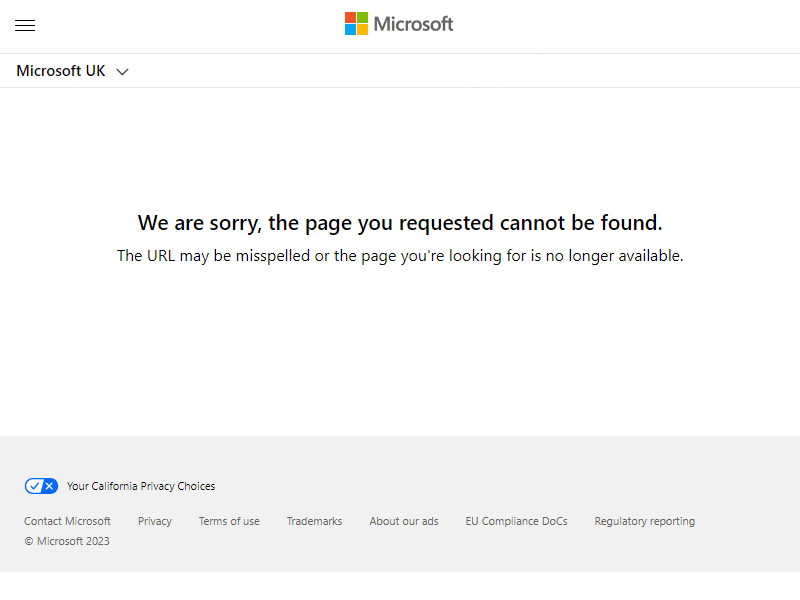 Microsoft
Microsoft UK
We are sorry, the page you requested cannot be found.
The URL may be misspelled or the page you're looking for is no longer available.
Your California Privacy Choices
Contact Microsoft Privacy Terms of use Trademarks About our ads EU Compliance DoCs Regulatory reporting
© Microsoft 2023